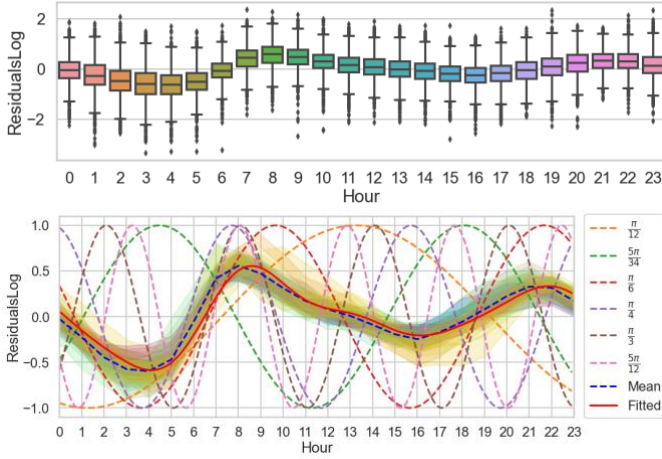 ResidualsLog
2
0
−2
0 1 2 3 4 5 6 7 8 9 10 11 12 13 14 15 16 17 18 19 20 21 22 23
Hour
ResidualsLog
1.0
0.5
0.0
−0.5
−1.0
0 1 2 3 4 5 6 7 8 9 10 11 12 13 14 15 16 17 18 19 20 21 22 23
Hour
π/12
5π/34
π/6
π/4
π/3
5π/12
Mean
Fitted